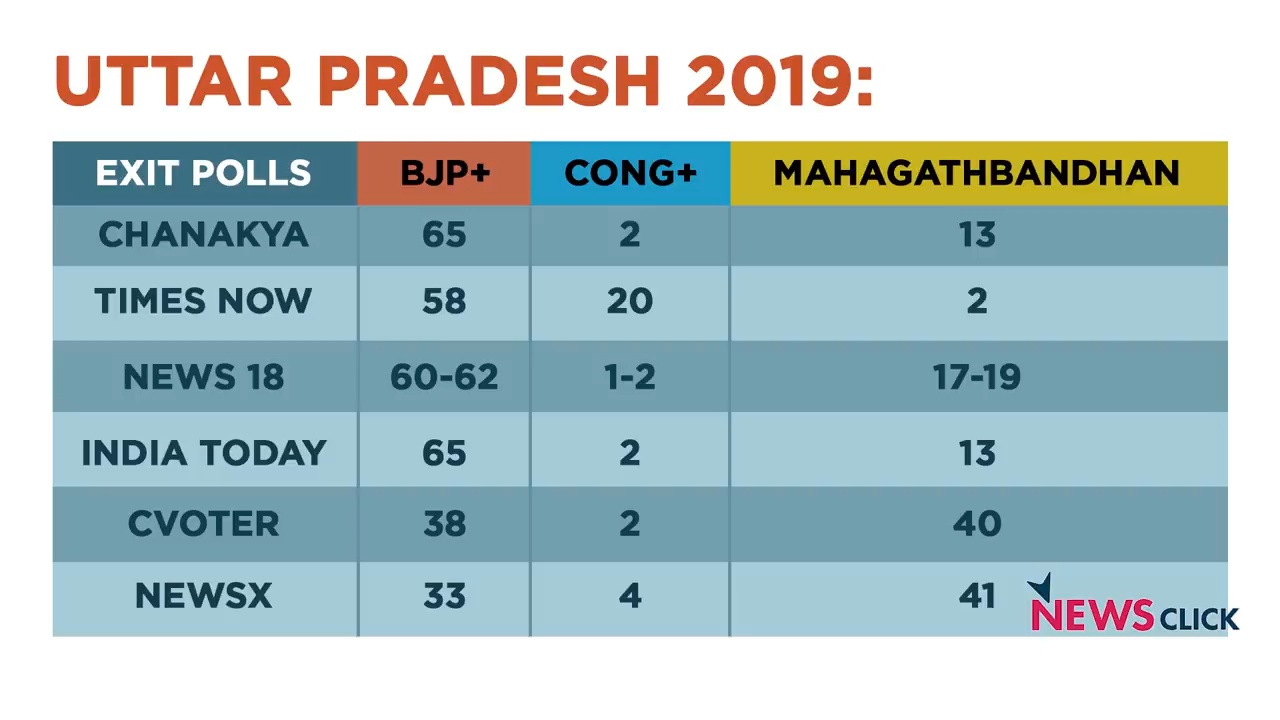 UTTAR PRADESH 2019:
EXIT POLLS BJP+ CONG+ MAHAGATHBANDHAN
CHANAKYA 65 2 13
TIMES NOW 58 20 2
NEWS 18 60-62 1-2 17-19
INDIA TODAY 65 2 13
CVOTER 38 2 40
NEWSX 33 4 41
NEWSCLICK